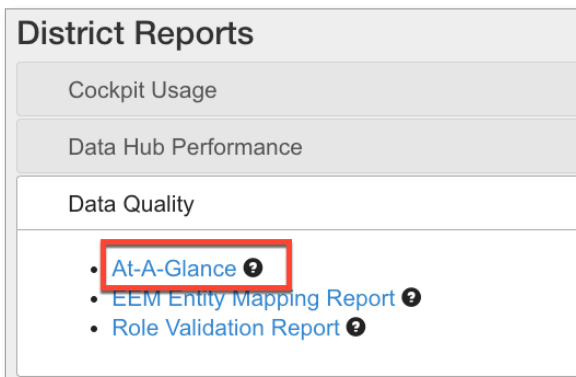 District Reports
Cockpit Usage
Data Hub Performance
Data Quality
At-A-Glance ?
EEM Entity Mapping Report ?
Role Validation Report ?